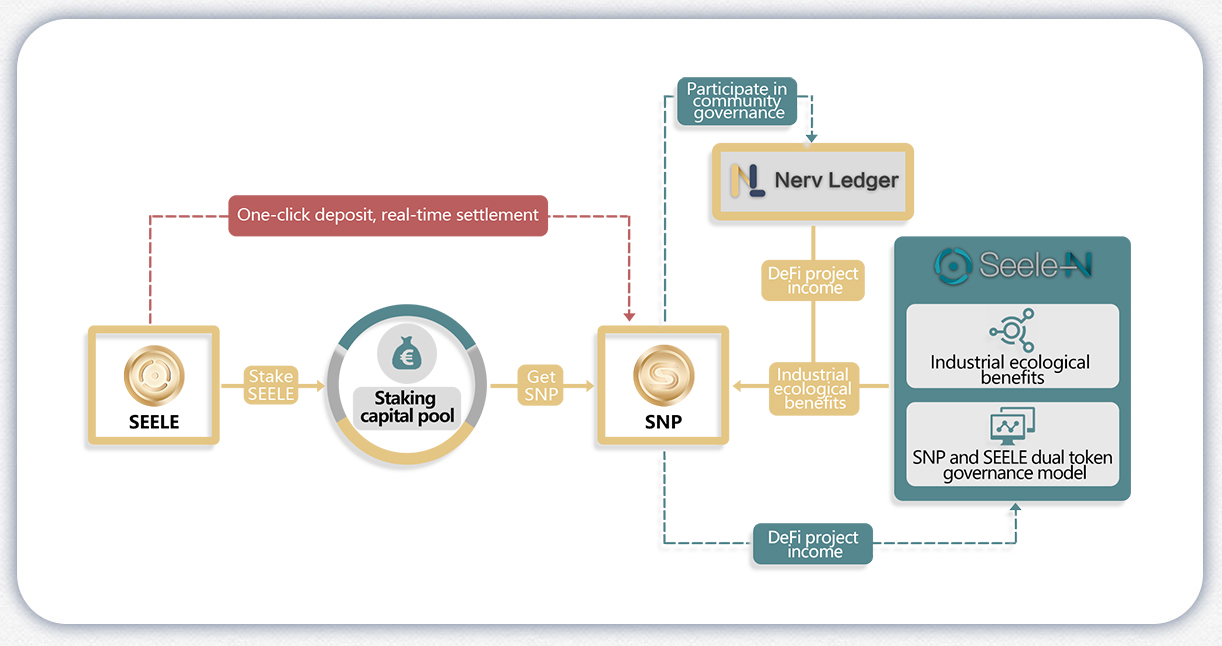 Participate in
community
governance
Nerv Ledger
One-click deposit, real-time settlement
DeFi project
income
Seele-N
Industrial ecological
benefits
SEELE
Stake
SEELE
€
Staking
capital pool
Get
SNP
SNP
Industrial
ecological
benefits
SNP and SEELE dual token
governance model
DeFi project
income